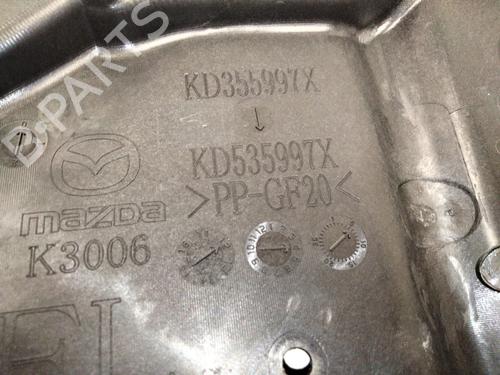 KD355997X
KD535997X
>PP-GF20<
mazda
K3006
B-PARTS